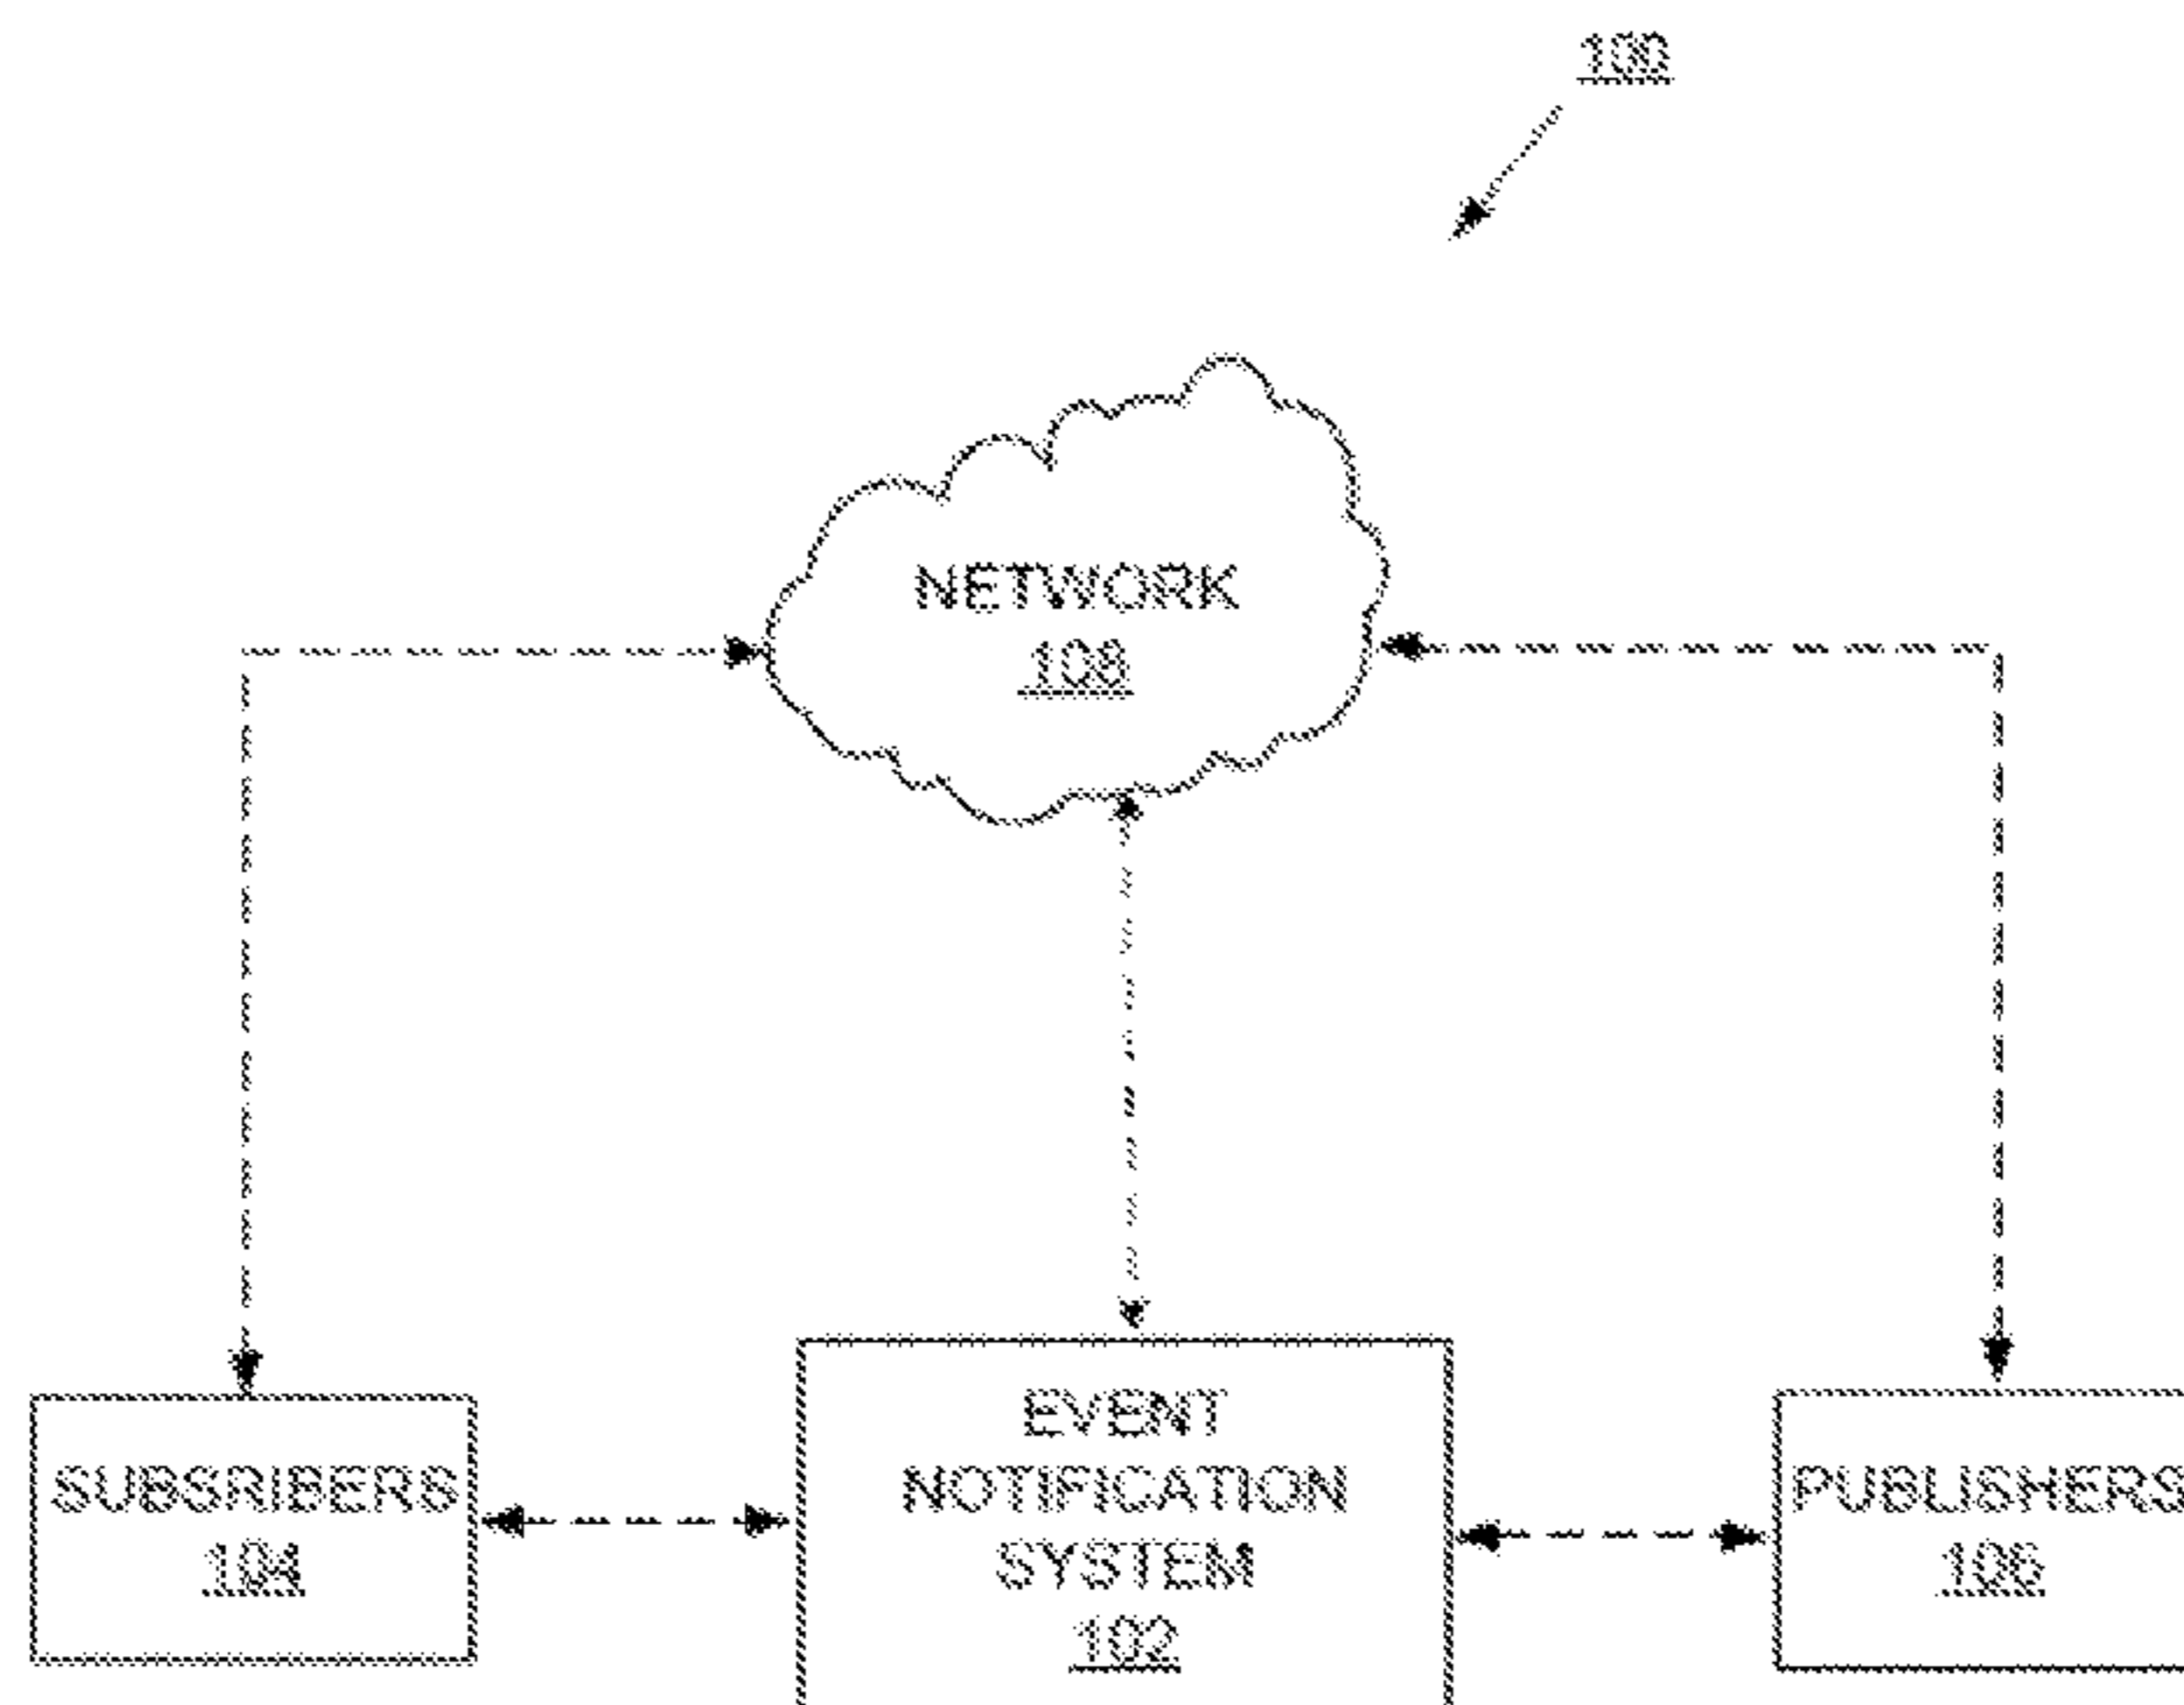 100
NETWORK
108
SUBSRIBERS
104
EVENT
NOTIFICATION
SYSTEM
102
PUBLISHERS
106